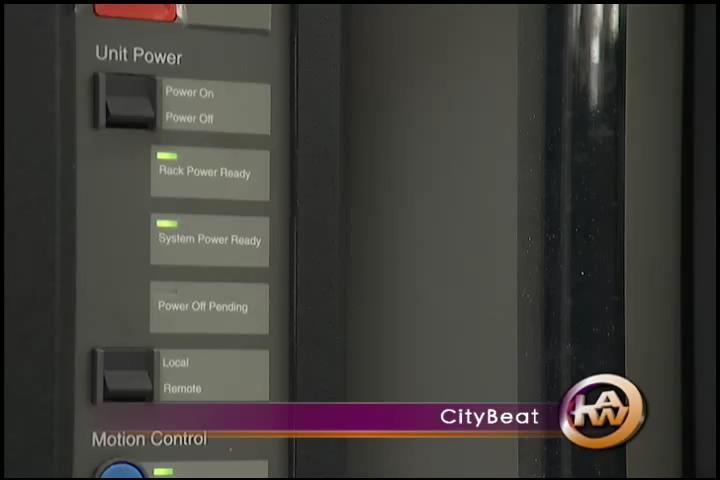 Unit Power
Power On
Power Off
Rack Power Ready
System Power Ready
Power Off Pending
Local
Remote
CityBeat
Motion Control